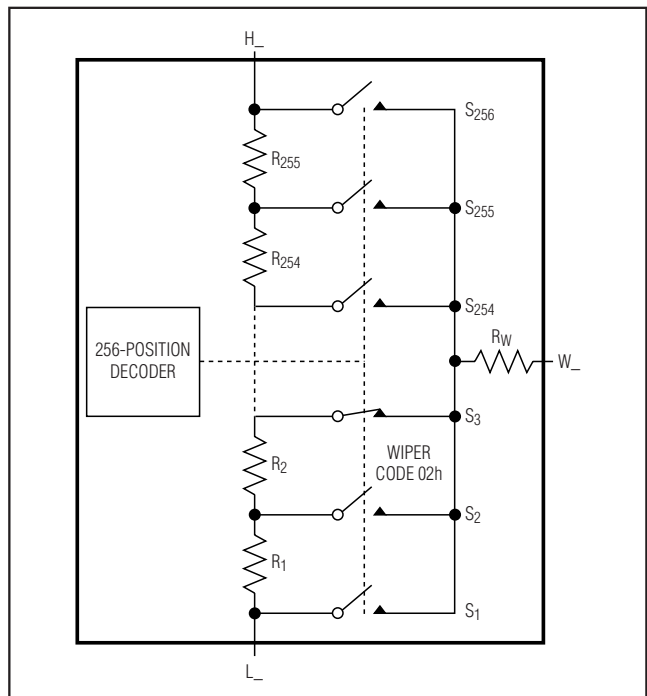 H_
S256
R255
S255
R254
S254
RW
256-POSITION
DECODER
W_
S3
R2
WIPER
CODE 02h
S2
R1
S1
L_